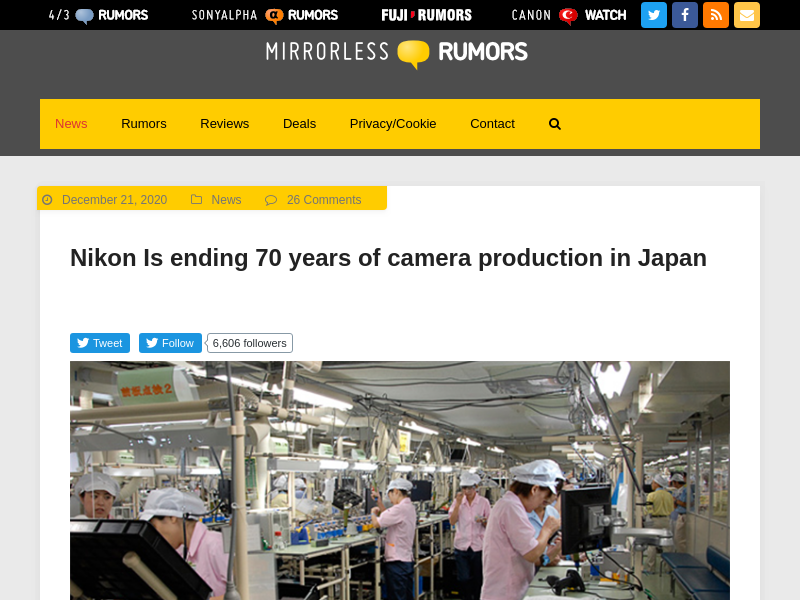 4/3 RUMORS
SONYALPHA α RUMORS
FUJI RUMORS
CANON WATCH
MIRRORLESS RUMORS
News Rumors Reviews Deals Privacy/Cookie Contact
December 21, 2020 News 26 Comments
Nikon Is ending 70 years of camera production in Japan
Tweet Follow 6,606 followers